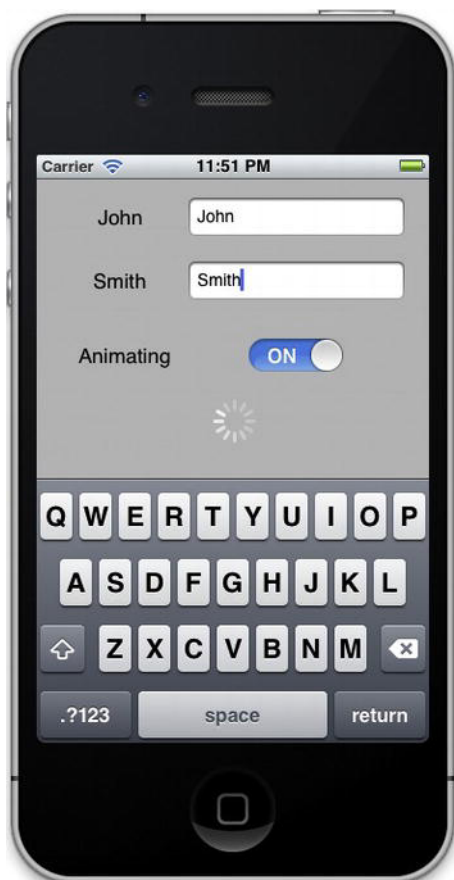 Carrier 11:51 PM
John John
Smith Smith
Animating ON
Q W E R T Y U I O P
A S D F G H J K L
Z X C V B N M
.?123 space return